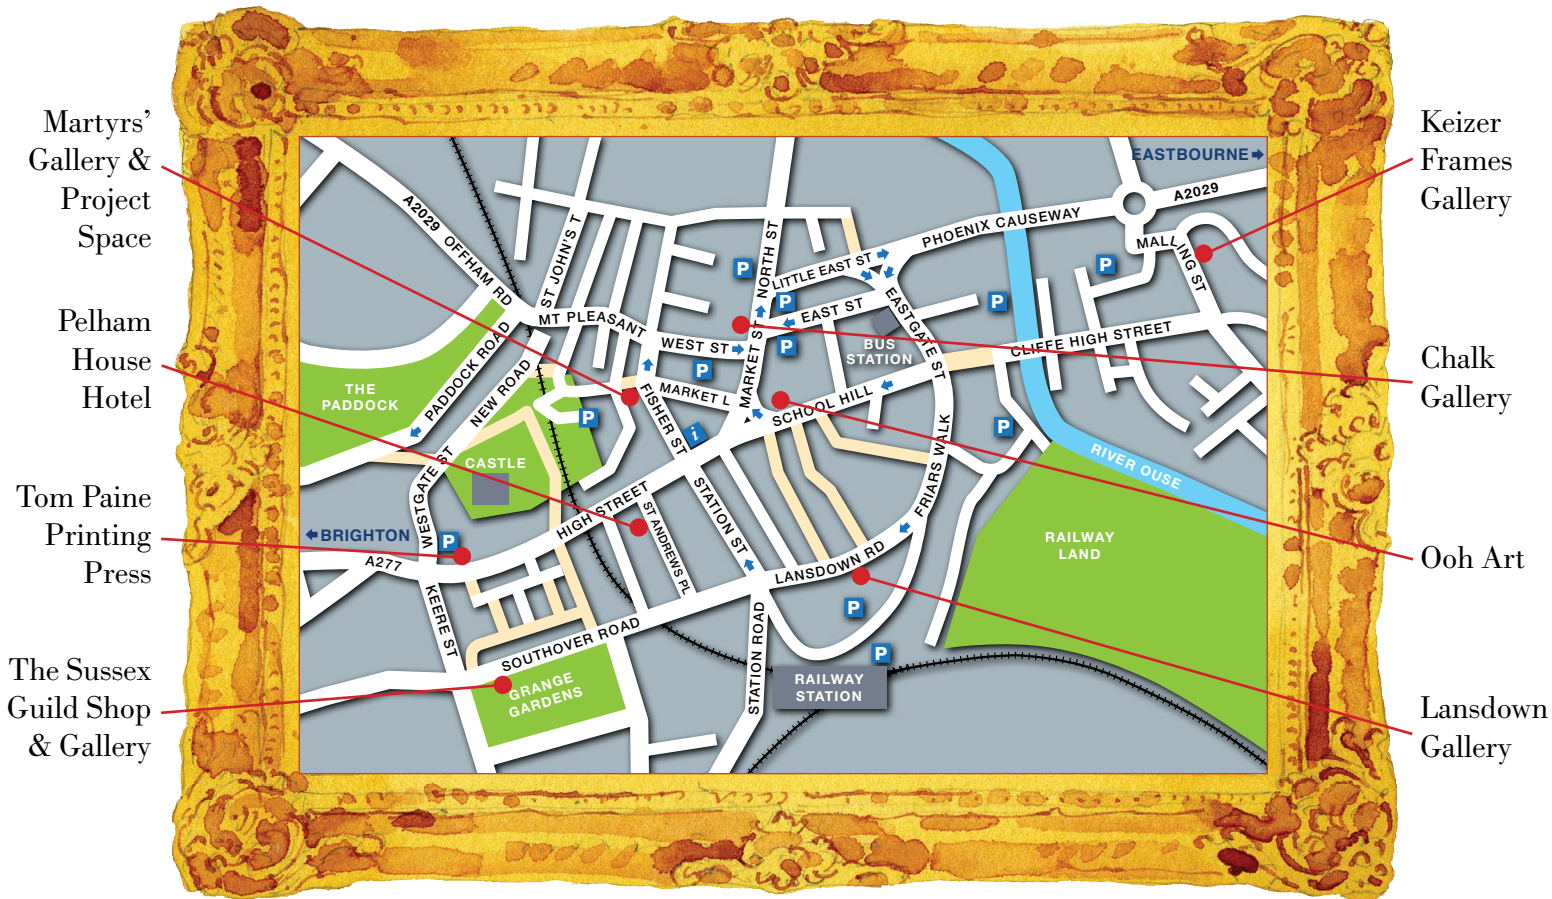 Martyrs’
Gallery &
Project
Space
Pelham
House
Hotel
Tom Paine
Printing
Press
The Sussex
Guild Shop
& Gallery
EASTBOURNE
A2029
A2029 OFFHAM RD
ST JOHN'S T
NORTH ST
PHOENIX CAUSEWAY
MALLING ST
LITTLE EAST ST
P
P
P
P
EAST ST
EASTGATE ST
MT PLEASANT
WEST ST
P
P
MARKET ST
BUS
STATION
CLIFFE HIGH STREET
THE
PADDOCK
PADDOCK ROAD
NEW ROAD
FISHER ST
MARKET L
SCHOOL HILL
P
i
P
FRIARS WALK
RIVER OUSE
CASTLE
WESTGATE ST
HIGH STREET
ST ANDREWS PL
STATION ST
BRIGHTON
P
A277
RAILWAY
LAND
LANSDOWN RD
P
KEERE ST
SOUTHOVER ROAD
STATION ROAD
P
RAILWAY
STATION
GRANGE
GARDENS
Keizer
Frames
Gallery
Chalk
Gallery
Ooh Art
Lansdown
Gallery